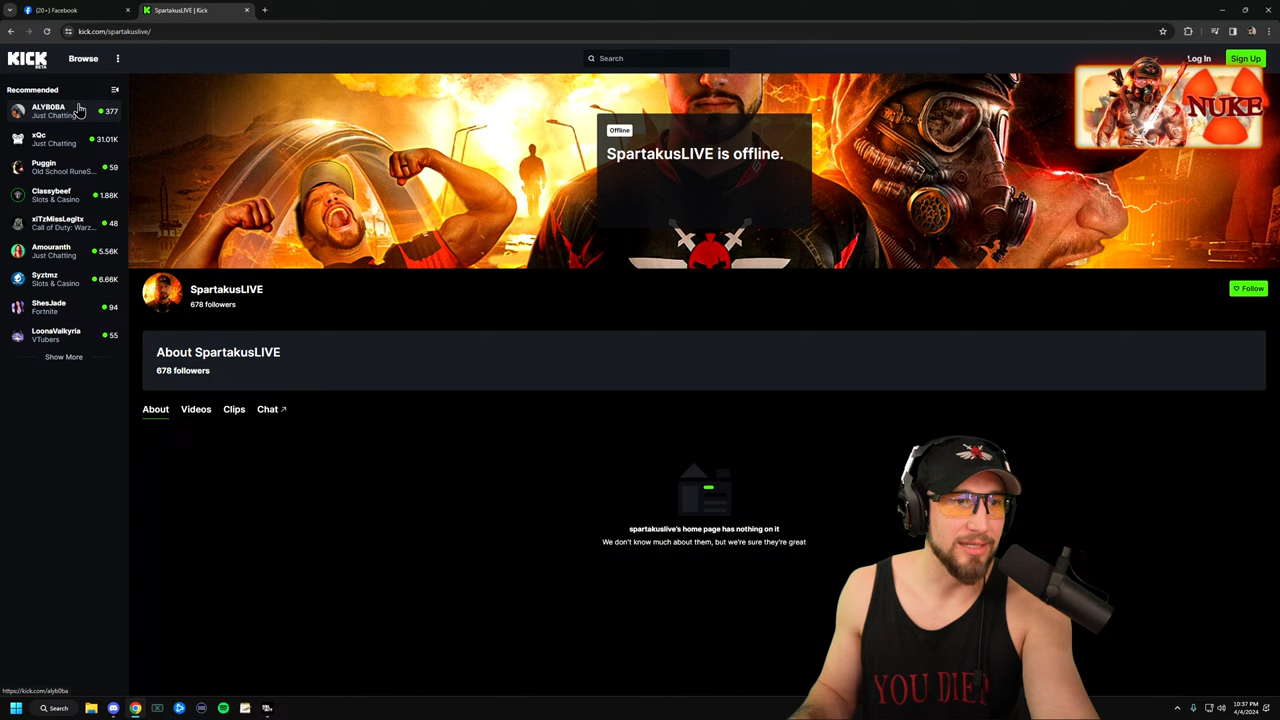 (20+) Facebook
SpartakusLIVE | Kick
kick.com/spartakuslive/
KICK
BETA
Browse
Search
Log In
Sign Up
NUKE
Recommended
ALYB0BA
Just Chatting
377
xQc
Just Chatting
31.01K
Puggin
Old School RuneS...
59
Classybeef
Slots & Casino
1.88K
xITzMissLegitx
Call of Duty: Warz...
48
Amouranth
Just Chatting
5.56K
Syztmz
Slots & Casino
6.66K
ShesJade
Fortnite
94
LoonaValkyria
VTubers
55
Show More
Offline
SpartakusLIVE is offline.
SpartakusLIVE
678 followers
Follow
About SpartakusLIVE
678 followers
About
Videos
Clips
Chat
spartakuslive's home page has nothing on it
We don't know much about them, but we're sure they're great
YOU DIED
https://kick.com/alyb0ba
Search
10:37 PM
4/4/2024